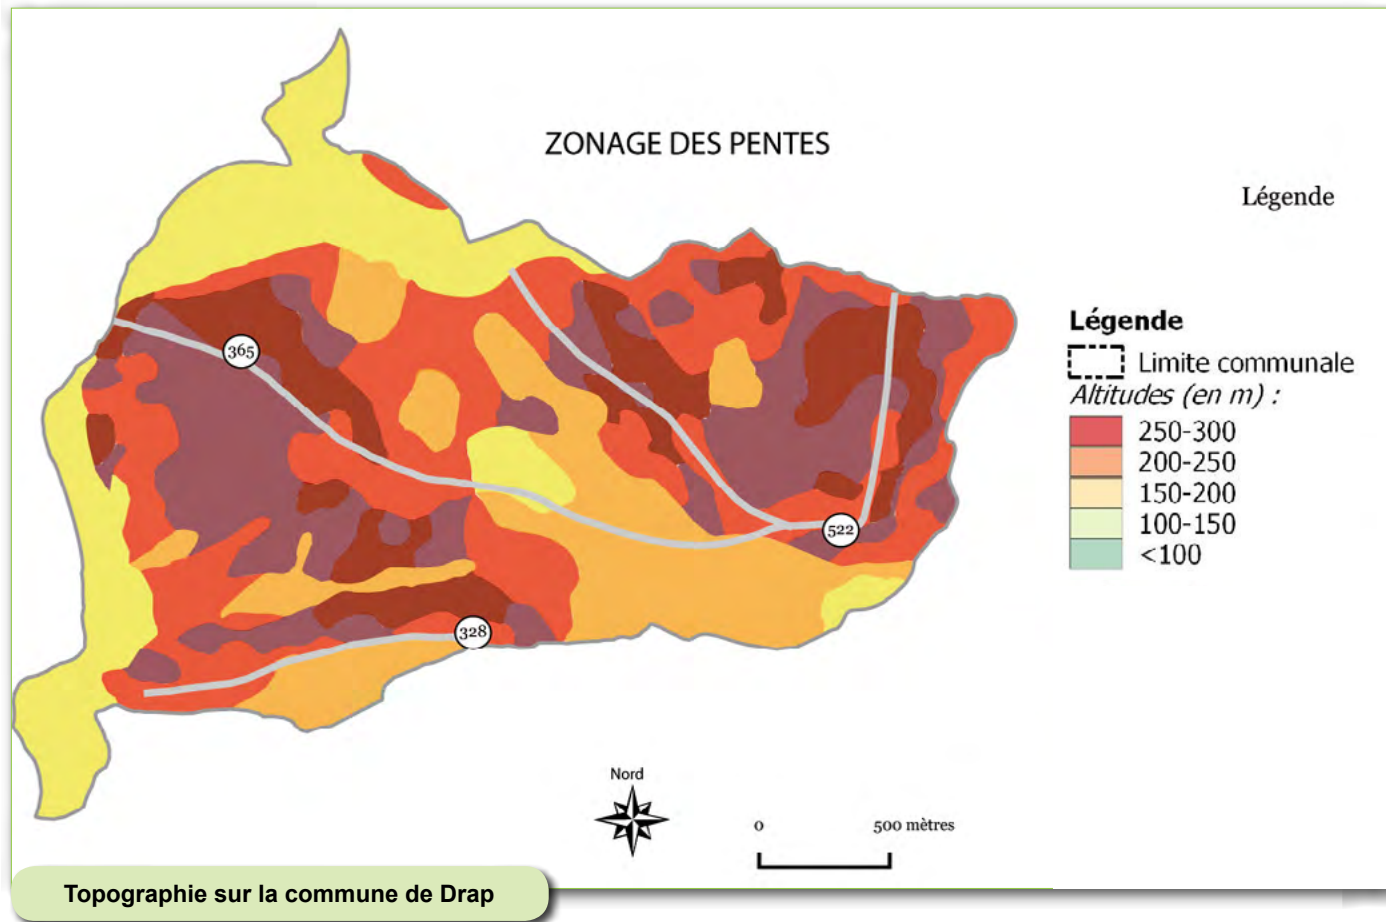 ZONAGE DES PENTES
Légende
365
522
328
Légende
Limite communale
Altitudes (en m) :
250-300
200-250
150-200
100-150
<100
Nord
0 500 mètres
Topographie sur la commune de Drap